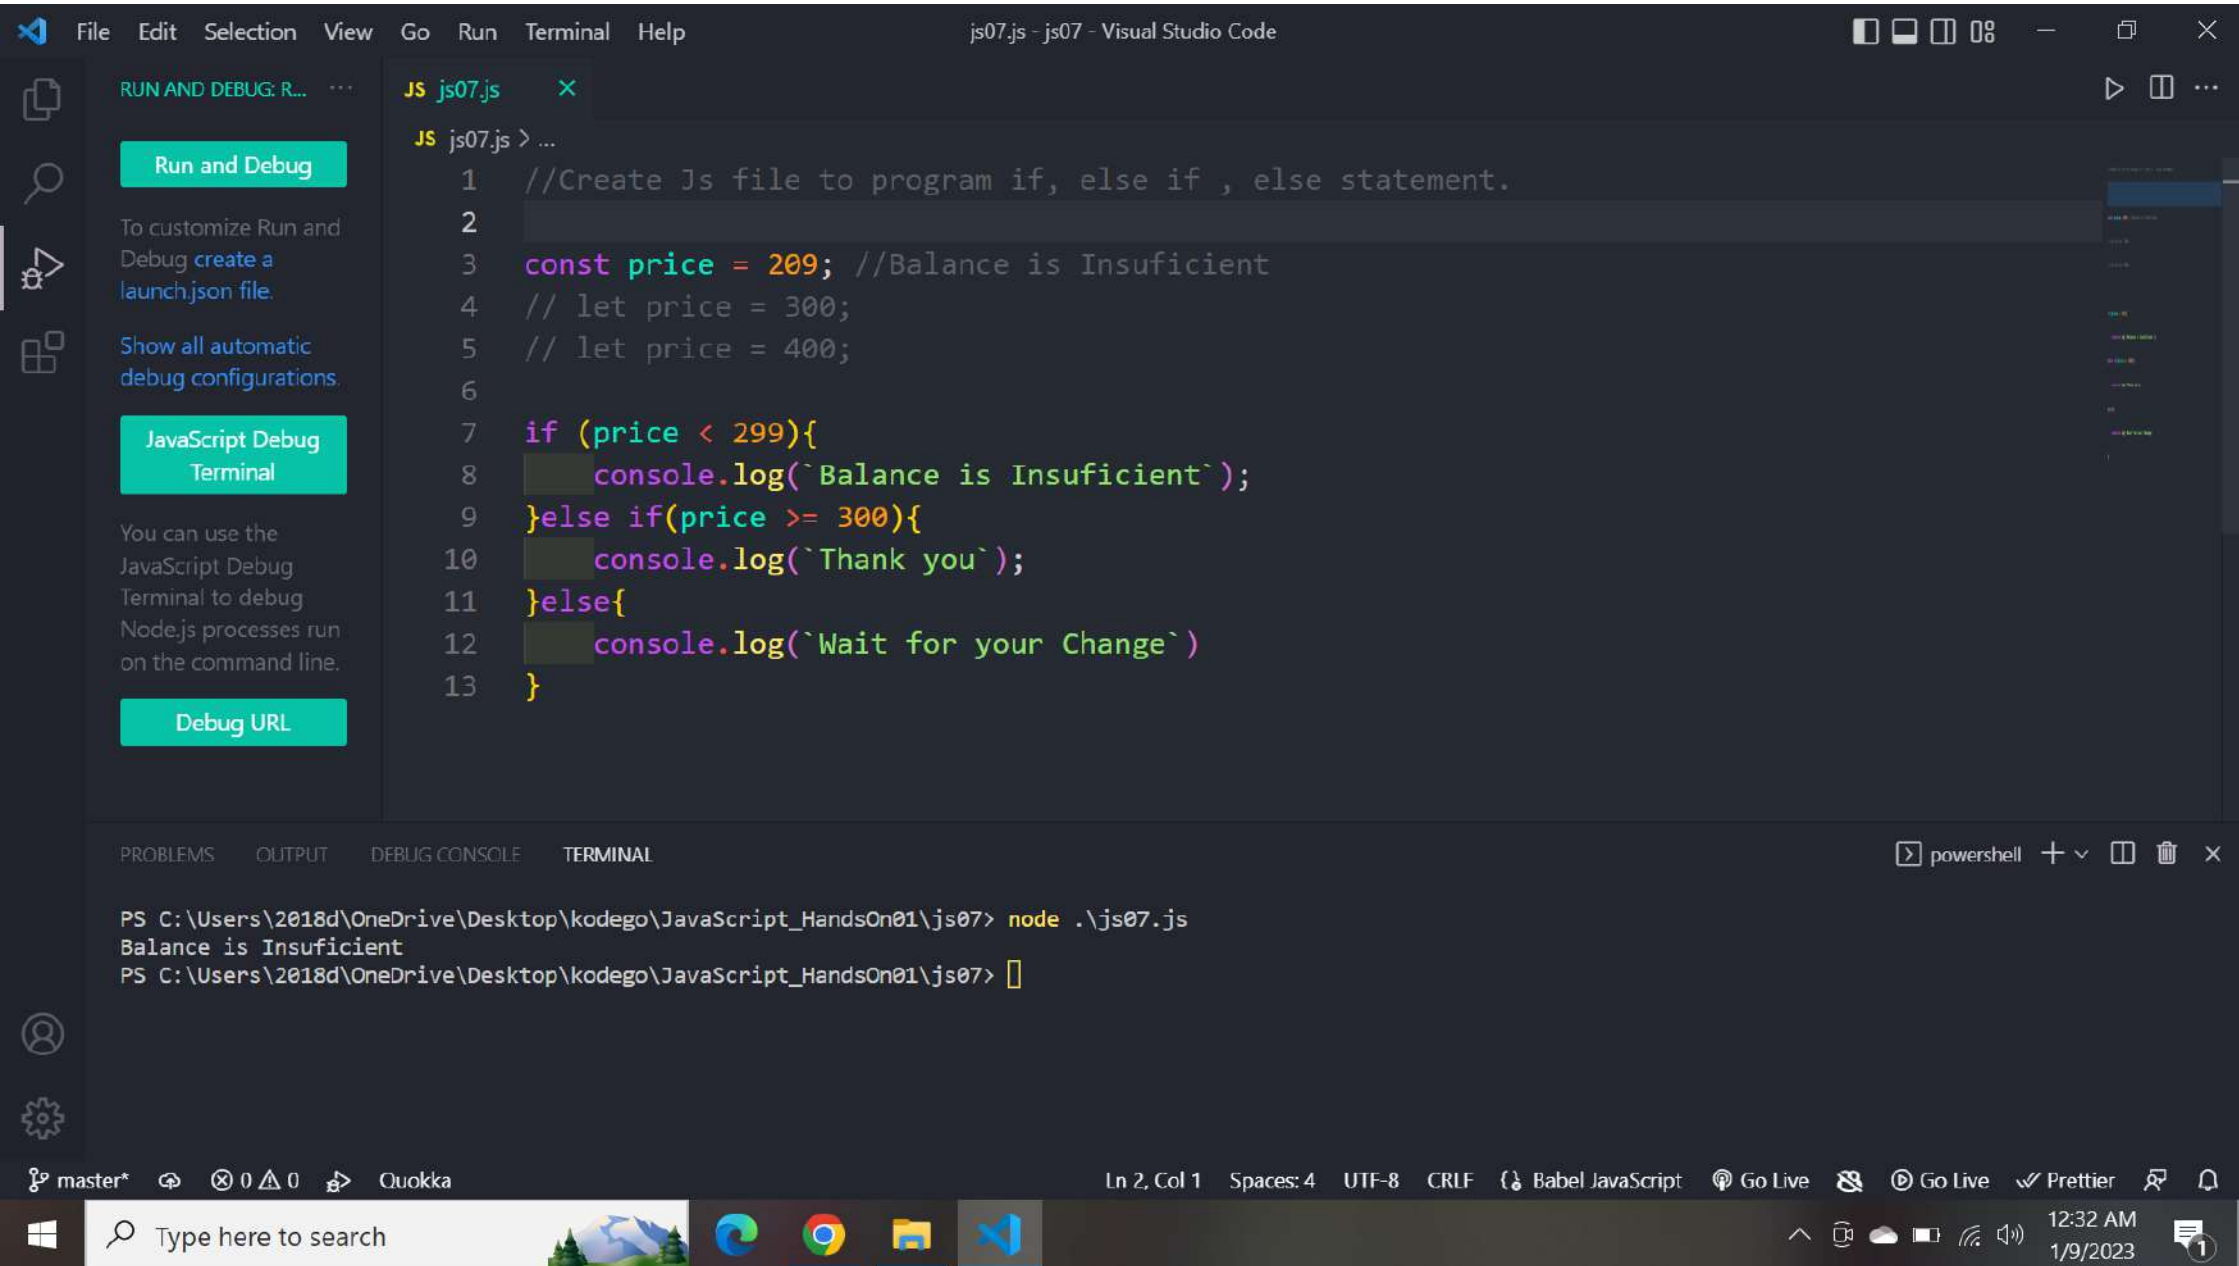 File Edit Selection View Go Run Terminal Help js07.js - js07 - Visual Studio Code
RUN AND DEBUG: R... ...
Run and Debug
To customize Run and
Debug create a
launch.json file.
Show all automatic
debug configurations.
JavaScript Debug
Terminal
You can use the
JavaScript Debug
Terminal to debug
Node.js processes run
on the command line.
Debug URL
JS js07.js
JS js07.js > ...
1 //Create Js file to program if, else if , else statement.
2
3 const price = 209; //Balance is Insuficient
4 // let price = 300;
5 // let price = 400;
6
7 if (price < 299){
8 console.log(`Balance is Insuficient`);
9 }else if(price >= 300){
10 console.log(`Thank you`);
11 }else{
12 console.log(`Wait for your Change`)
13 }
PROBLEMS OUTPUT DEBUG CONSOLE TERMINAL powershell
PS C:\Users\2018d\OneDrive\Desktop\kodego\JavaScript_HandsOn01\js07> node .\js07.js
Balance is Insuficient
PS C:\Users\2018d\OneDrive\Desktop\kodego\JavaScript_HandsOn01\js07>
master* 0 0 Quokka Ln 2, Col 1 Spaces: 4 UTF-8 CRLF Babel JavaScript Go Live Go Live Prettier
Type here to search
12:32 AM
1/9/2023
1